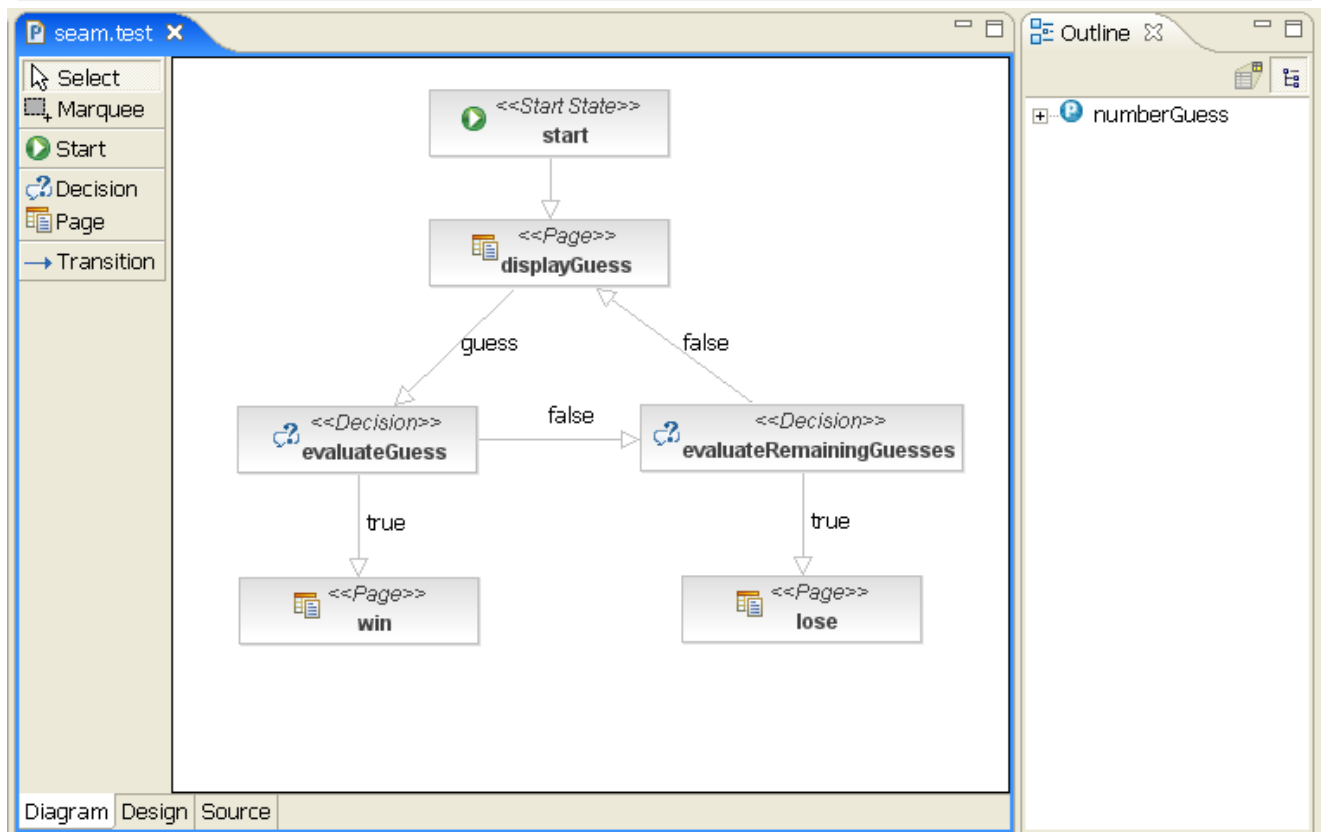 seam.test
Outline
Select
Marquee
Start
Decision
Page
Transition
<<Start State>>
start
<<Page>>
displayGuess
guess
false
<<Decision>>
evaluateGuess
false
<<Decision>>
evaluateRemainingGuesses
true
true
<<Page>>
win
<<Page>>
lose
numberGuess
Diagram Design Source